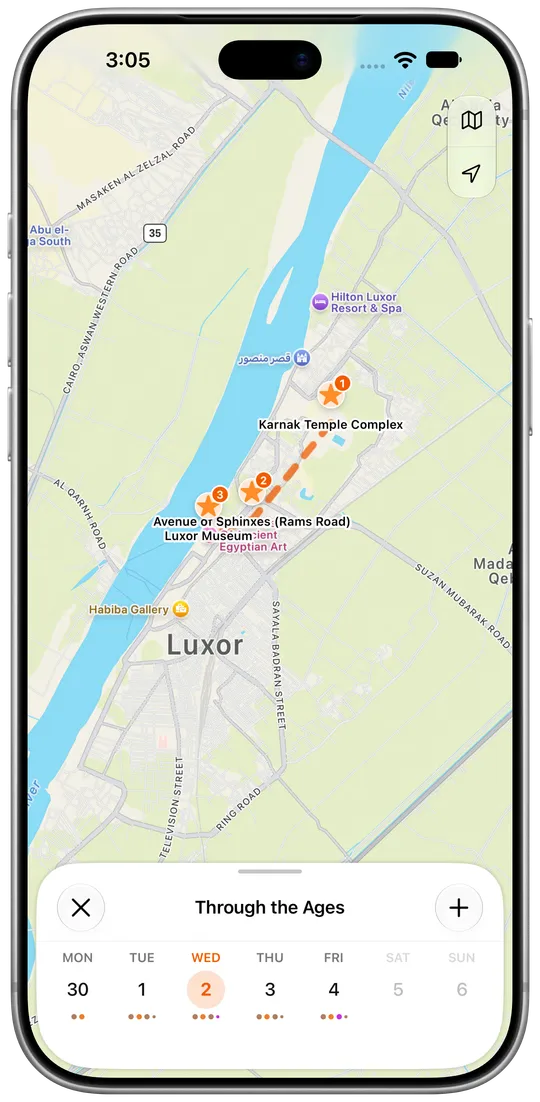 3:05
Nil
MASAKEN AL ZELZAL ROAD
35
Abu el-
South
CAIRO, ASWAN WESTERN ROAD
Hilton Luxor
Resort & Spa
قصر منصور
1
Karnak Temple Complex
2
3
AL QARNH ROAD
Avenue of Sphinxes (Rams Road)
Luxor Museum
Egyptian Art
Mada
Qe
SUZAN MUBARAK ROAD
Habiba Gallery
SAYALA BADRAN STREET
Luxor
TELEVISION STREET
RING ROAD
Through the Ages
MON TUE WED THU FRI SAT SUN
30 1 2 3 4 5 6